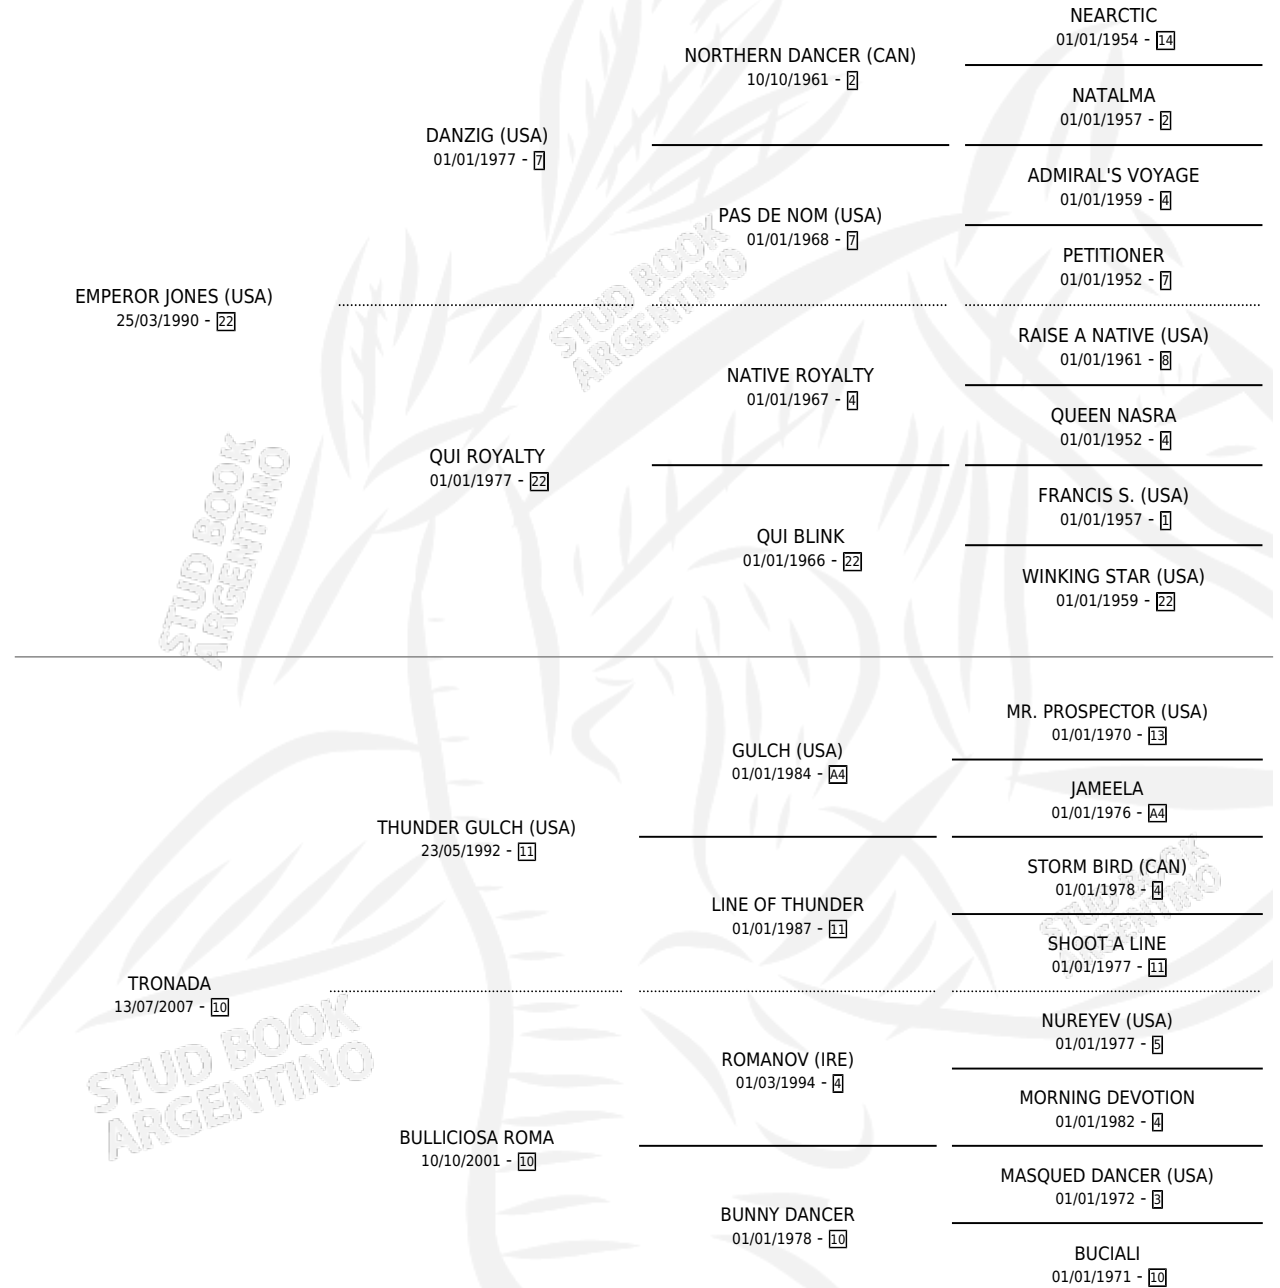 NEARCTIC
01/01/1954 - 14
NORTHERN DANCER (CAN)
10/10/1961 - 2
NATALMA
01/01/1957 - 2
DANZIG (USA)
01/01/1977 - 7
ADMIRAL'S VOYAGE
01/01/1959 - 4
PAS DE NOM (USA)
01/01/1968 - 7
PETITIONER
01/01/1952 - 7
EMPEROR JONES (USA)
25/03/1990 - 22
STUD BOOK
ARGENTINO
RAISE A NATIVE (USA)
01/01/1961 - 8
NATIVE ROYALTY
01/01/1967 - 4
QUEEN NASRA
01/01/1952 - 4
QUI ROYALTY
01/01/1977 - 22
FRANCIS S. (USA)
01/01/1957 - 1
QUI BLINK
01/01/1966 - 22
WINKING STAR (USA)
01/01/1959 - 22
STUD BOOK
ARGENTINO
MR. PROSPECTOR (USA)
01/01/1970 - 13
GULCH (USA)
01/01/1984 - A4
JAMEELA
01/01/1976 - A4
THUNDER GULCH (USA)
23/05/1992 - 11
STORM BIRD (CAN)
01/01/1978 - 4
LINE OF THUNDER
01/01/1987 - 11
STUD BOOK
ARGENTINO
SHOOT A LINE
01/01/1977 - 11
TRONADA
13/07/2007 - 10
NUREYEV (USA)
01/01/1977 - 5
ROMANOV (IRE)
01/03/1994 - 4
MORNING DEVOTION
01/01/1982 - 4
STUD BOOK
ARGENTINO
BULLICIOSA ROMA
10/10/2001 - 10
MASQUED DANCER (USA)
01/01/1972 - 3
BUNNY DANCER
01/01/1978 - 10
BUCIALI
01/01/1971 - 10